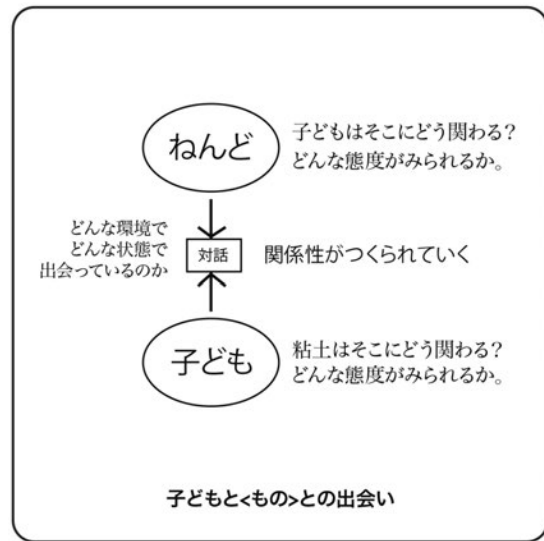 ねんど
子どもはそこにどう関わる?
どんな態度がみられるか。
どんな環境で
どんな状態で
出会っているのか
対話
関係性がつくられていく
子ども
粘土はそこにどう関わる?
どんな態度がみられるか。
子どもと<もの>との出会い